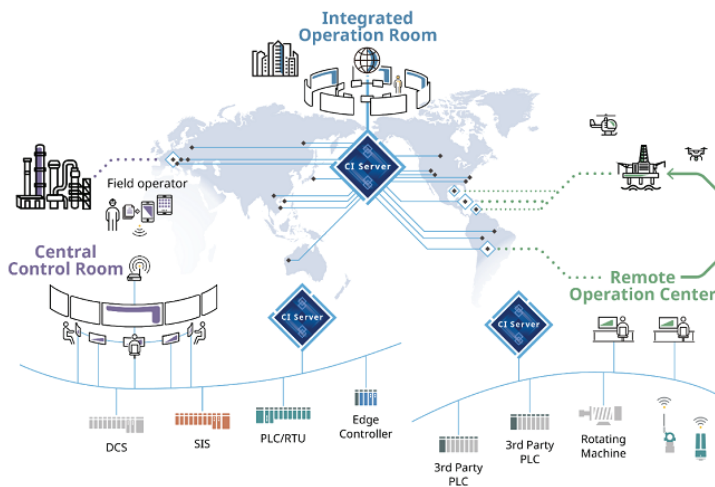 Integrated
Operation Room
CI Server
Field operator
Central
Control Room
Remote
Operation Center
CI Server
CI Server
DCS
SIS
PLC/RTU
Edge
Controller
3rd Party
PLC
3rd Party
PLC
Rotating
Machine